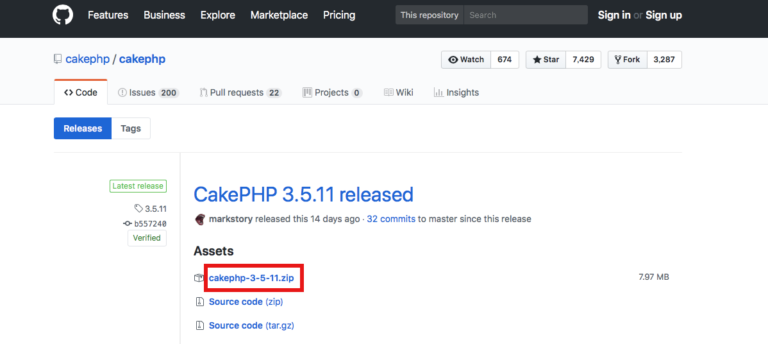 Features Business Explore Marketplace Pricing This repository Search Sign in or Sign up
cakephp / cakephp Watch 674 Star 7,429 Fork 3,287
Code Issues 200 Pull requests 22 Projects 0 Wiki Insights
Releases Tags
Latest release
CakePHP 3.5.11 released
3.5.11
markstory released this 14 days ago · 32 commits to master since this release
b557240
Verified
Assets
cakephp-3-5-11.zip 7.97 MB
Source code (zip)
Source code (tar.gz)